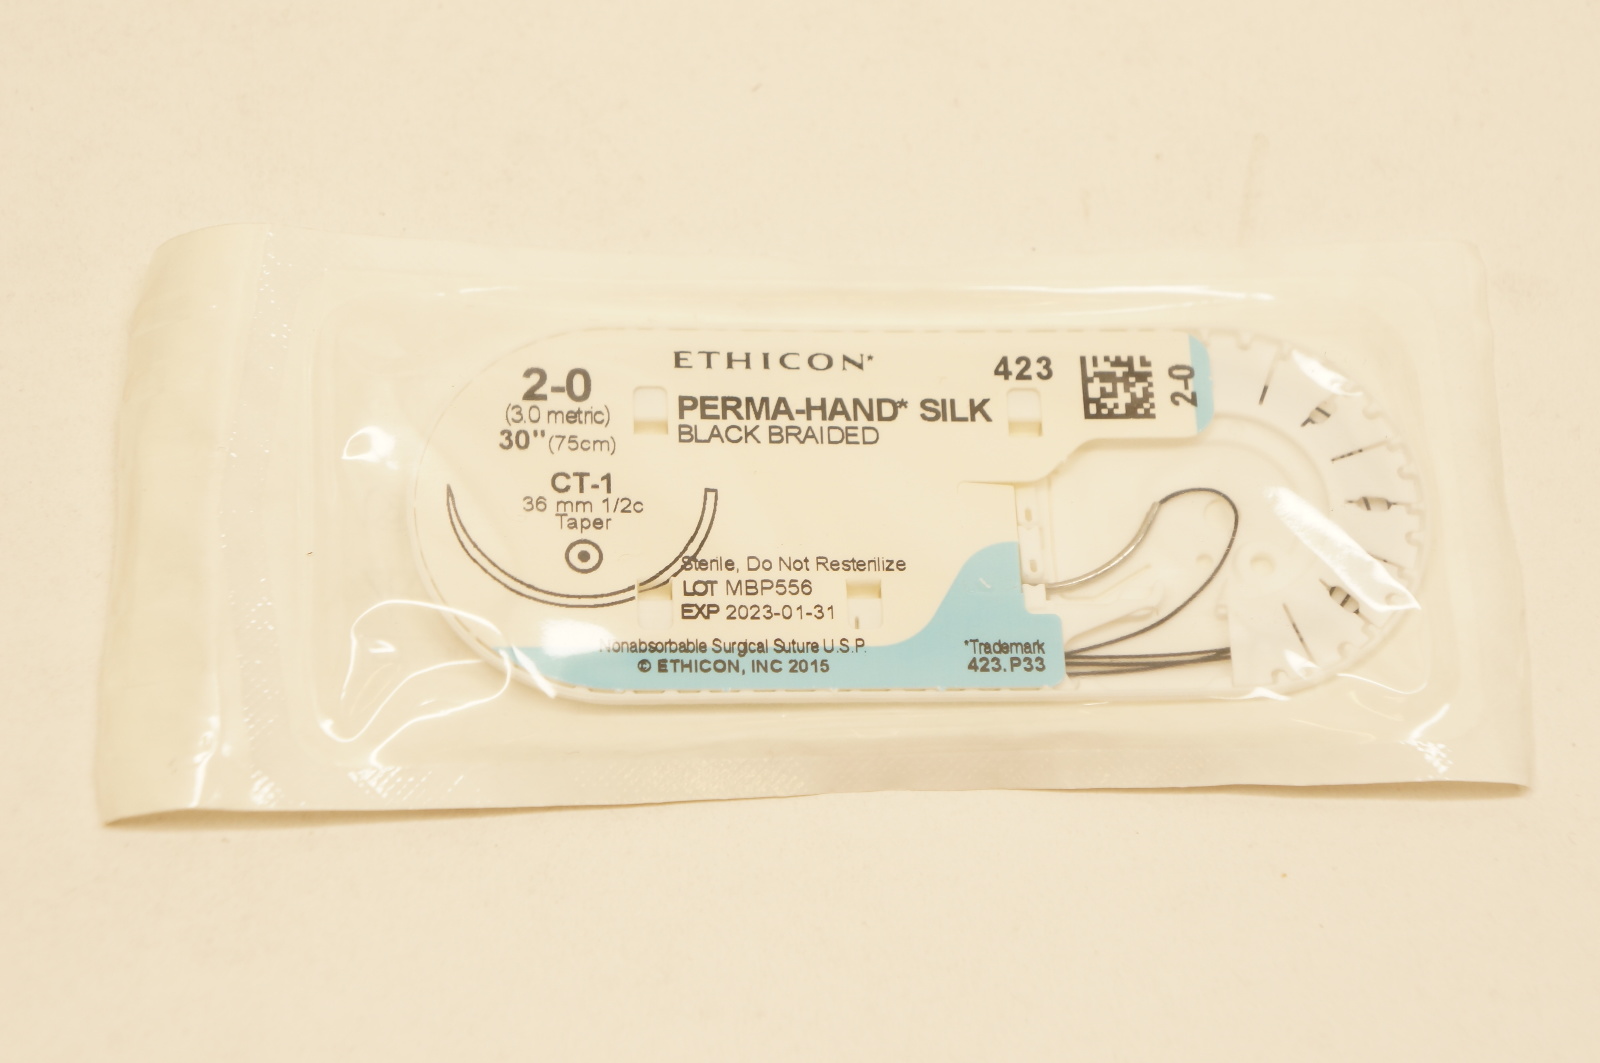 2-0
(3.0 metric)
30" (75cm)
CT-1
36 mm 1/2c
Taper
ETHICON*
PERMA-HAND* SILK
BLACK BRAIDED
423
2-0
Sterile, Do Not Resterilize
LOT MBP556
EXP 2023-01-31
Nonabsorbable Surgical Suture U.S.P.
© ETHICON, INC 2015
*Trademark
423.P33